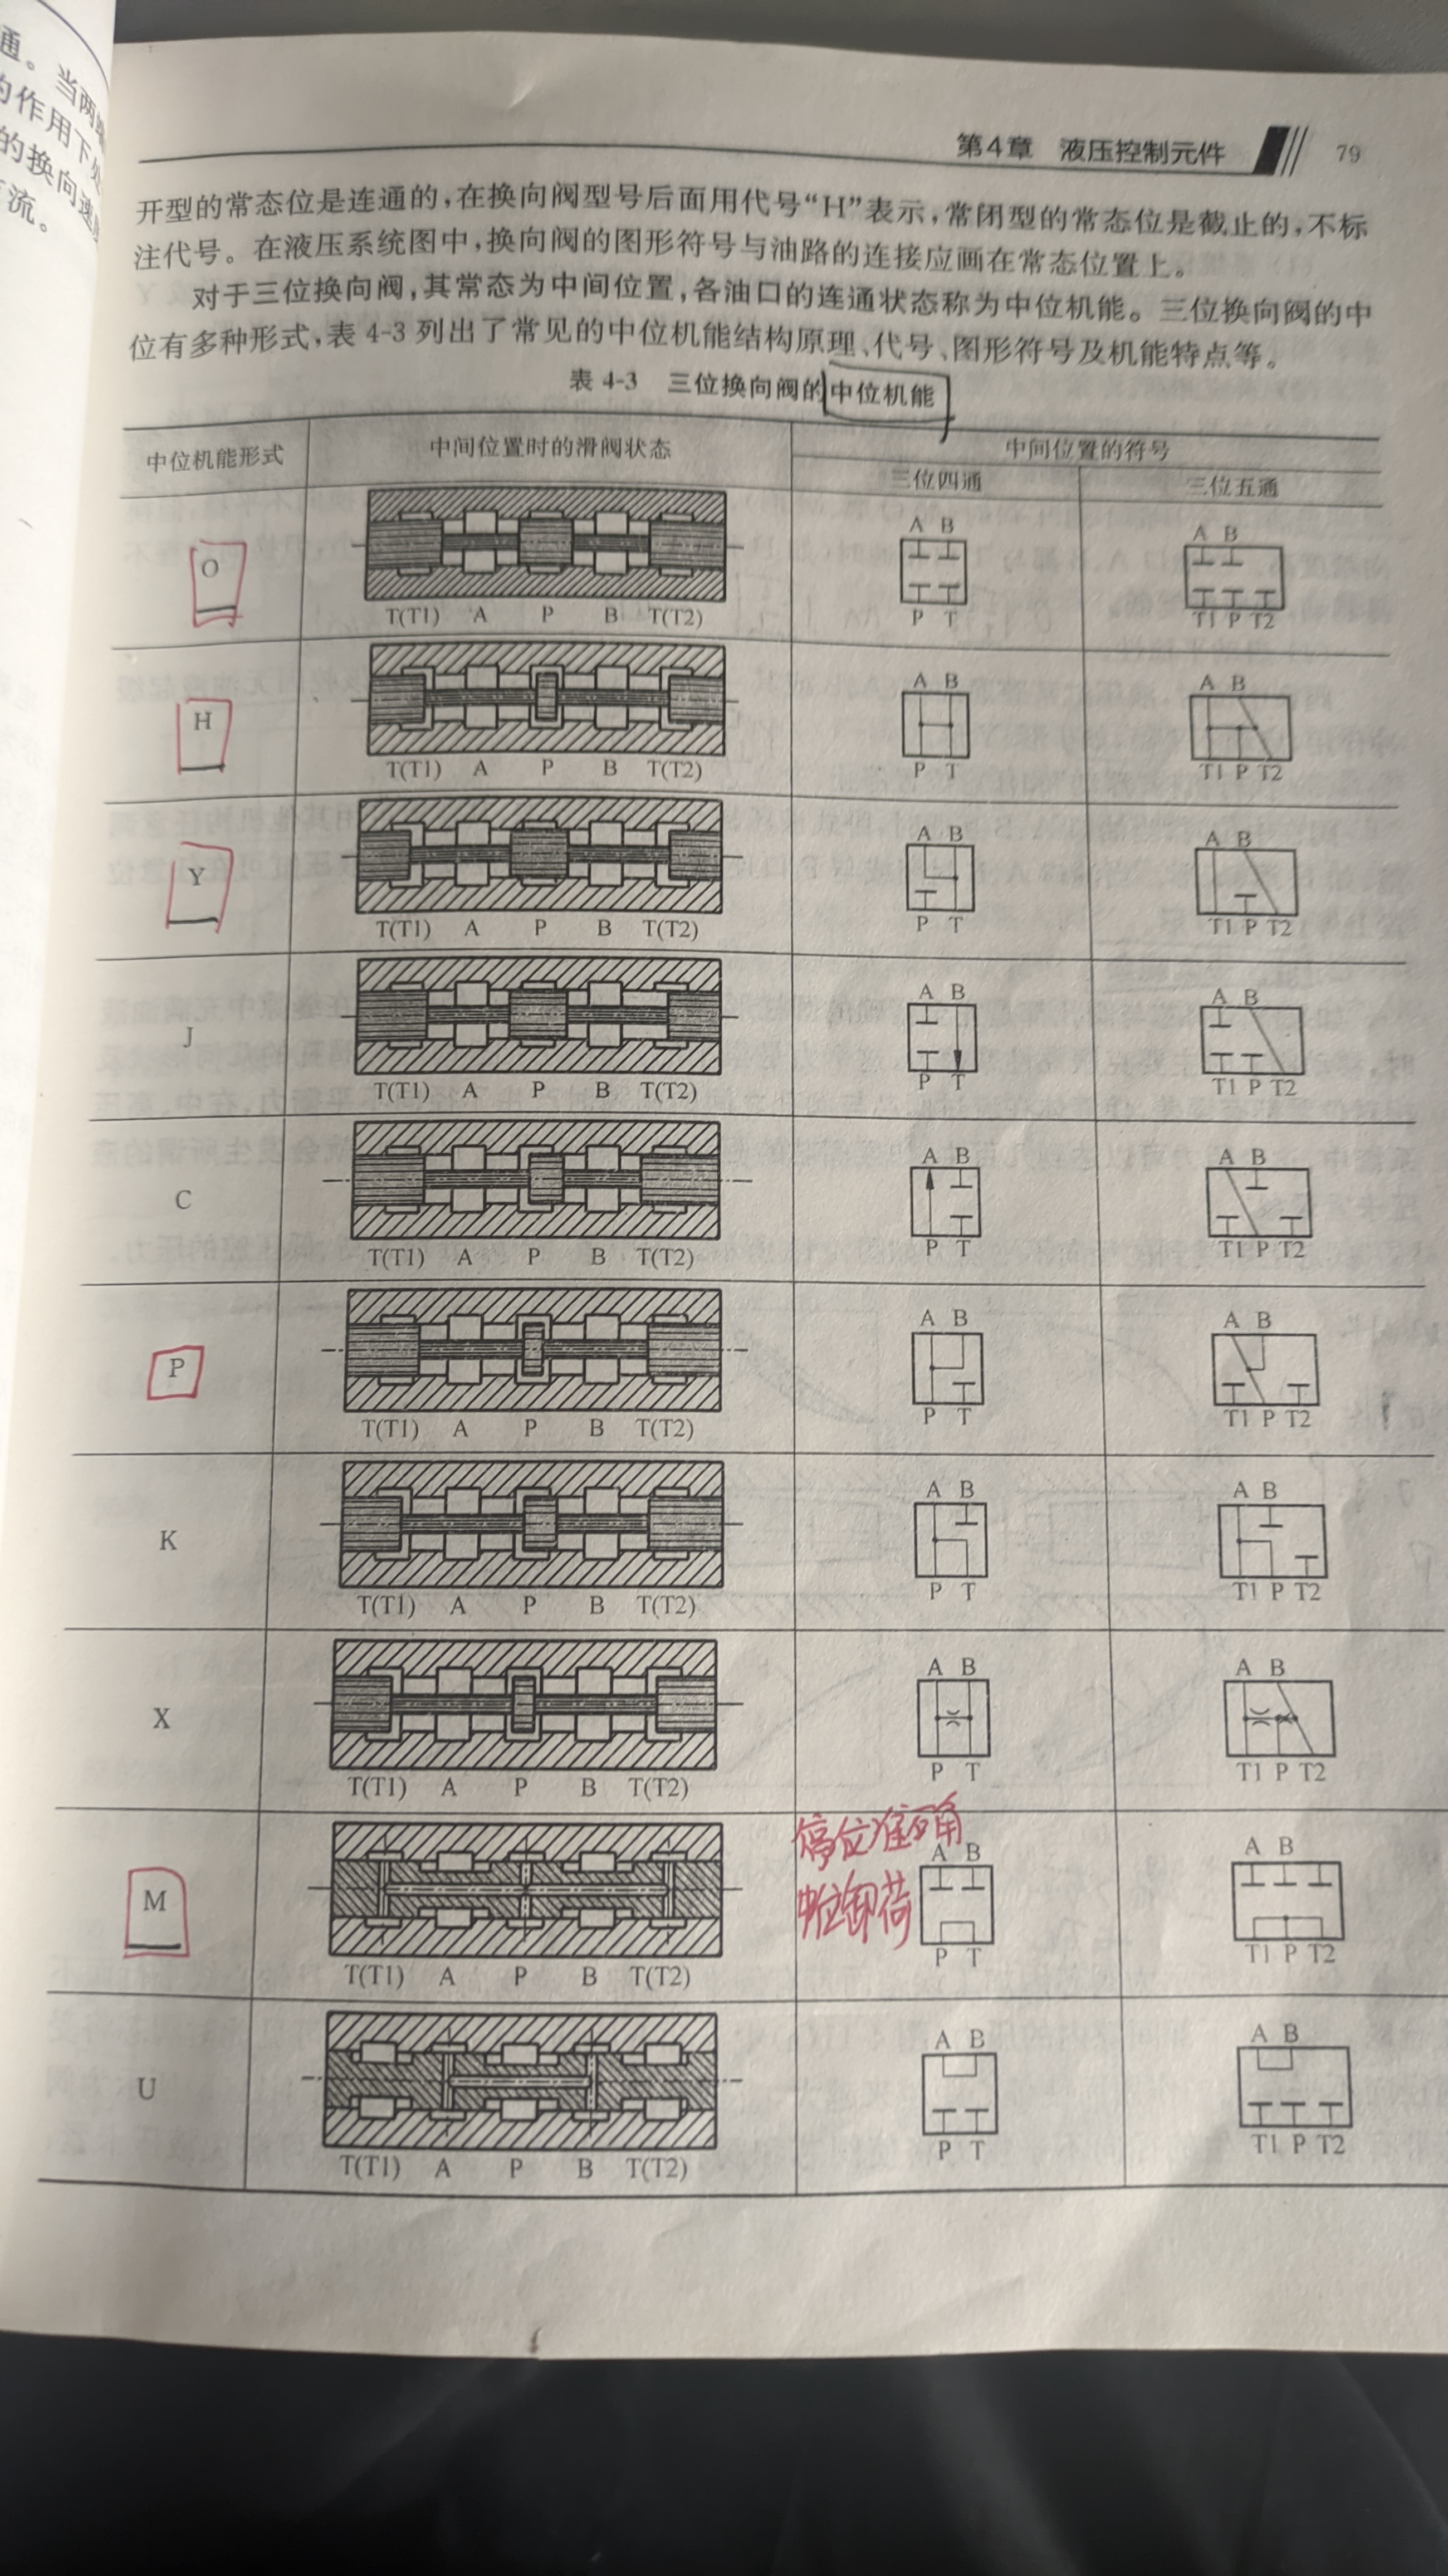 通。当两
的作用下
的换向速
流。
第4章 液压控制元件 79
开型的常态位是连通的,在换向阀型号后面用代号“H”表示,常闭型的常态位是截止的,不标
注代号。在液压系统图中,换向阀的图形符号与油路的连接应画在常态位置上。
对于三位换向阀,其常态为中间位置,各油口的连通状态称为中位机能。三位换向阀的中
位有多种形式,表 4-3 列出了常见的中位机能结构原理、代号、图形符号及机能特点等。
表 4-3 三位换向阀的中位机能
中位机能形式 中间位置时的滑阀状态 中间位置的符号
三位四通 三位五通
A B A B
O
T(T1) A P B T(T2) P T T1 P T2
A B A B
H
T(T1) A P B T(T2) P T T1 P T2
A B A B
Y
T(T1) A P B T(T2) P T T1 P T2
A B A B
J
T(T1) A P B T(T2) P T T1 P T2
A B A B
C
T(T1) A P B T(T2) P T T1 P T2
A B A B
P
T(T1) A P B T(T2) P T T1 P T2
A B A B
K
T(T1) A P B T(T2) P T T1 P T2
A B A B
X
T(T1) A P B T(T2) P T T1 P T2
停位准确
A B A B
M
中位卸荷
T(T1) A P B T(T2) P T T1 P T2
A B A B
U
T(T1) A P B T(T2) P T T1 P T2